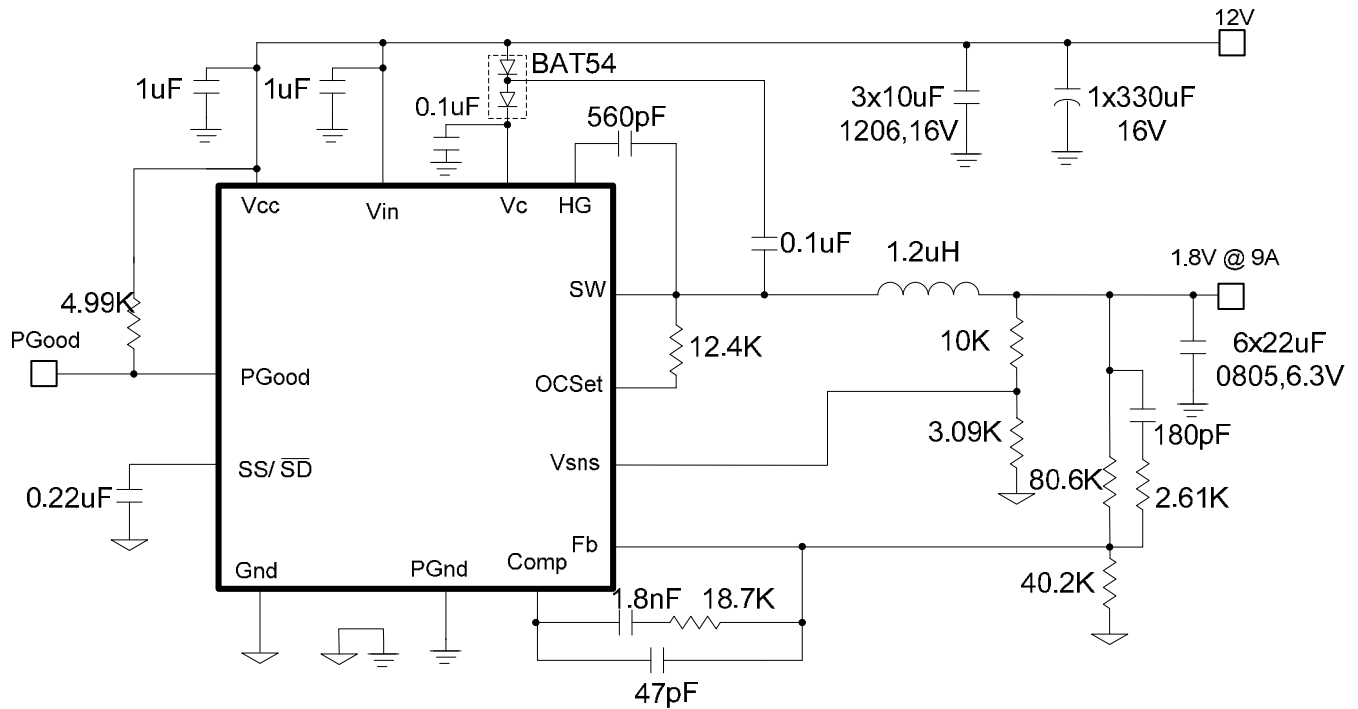 12V
BAT54
1uF
1uF
0.1uF
560pF
3x10uF
1206,16V
1x330uF
16V
Vcc
Vin
Vc
HG
0.1uF
1.2uH
1.8V @ 9A
SW
4.99K
PGood
12.4K
10K
6x22uF
0805,6.3V
PGood
OCSet
3.09K
180pF
Vsns
SS/ SD
0.22uF
80.6K
2.61K
Fb
Comp
Gnd
PGnd
40.2K
1.8nF
18.7K
47pF